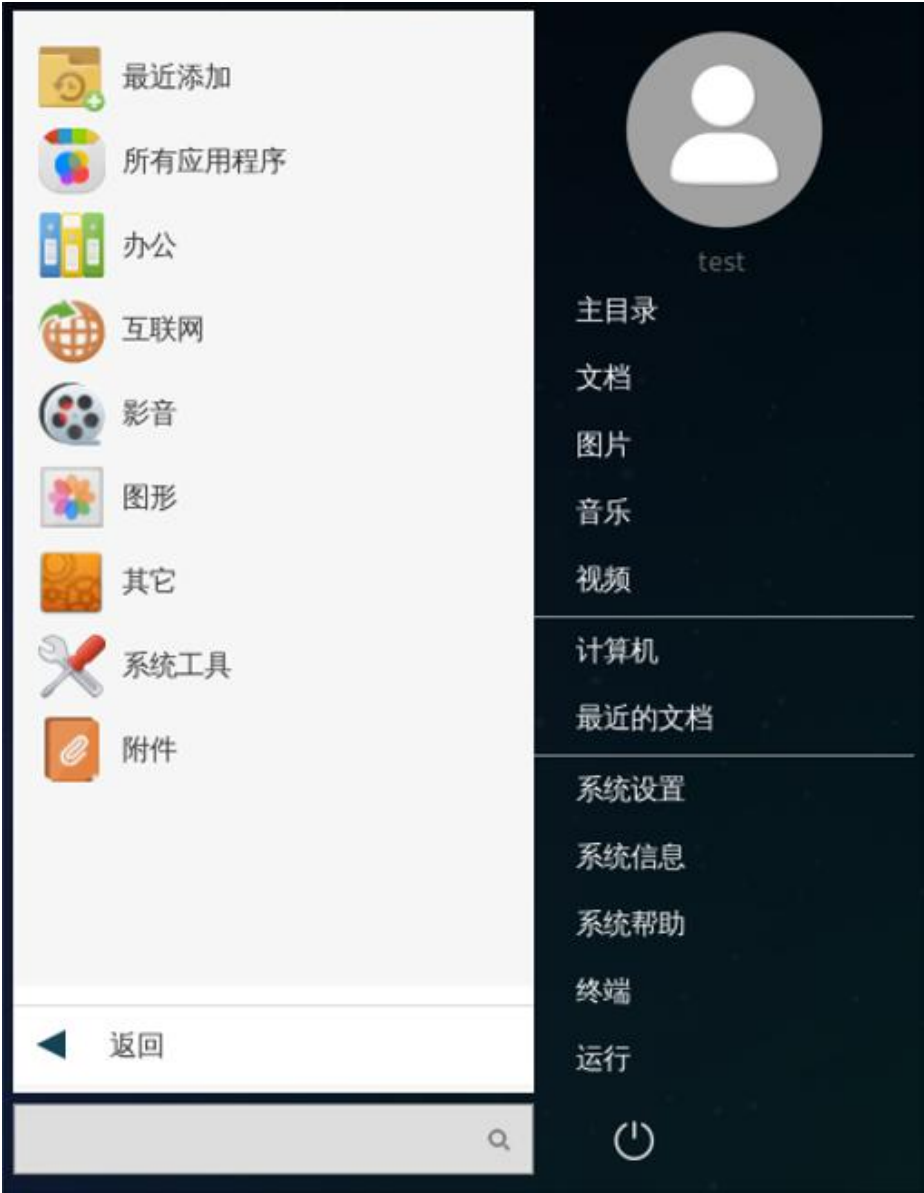 最近添加
所有应用程序
办公
互联网
影音
图形
其它
系统工具
附件
返回
test
主目录
文档
图片
音乐
视频
计算机
最近的文档
系统设置
系统信息
系统帮助
终端
运行